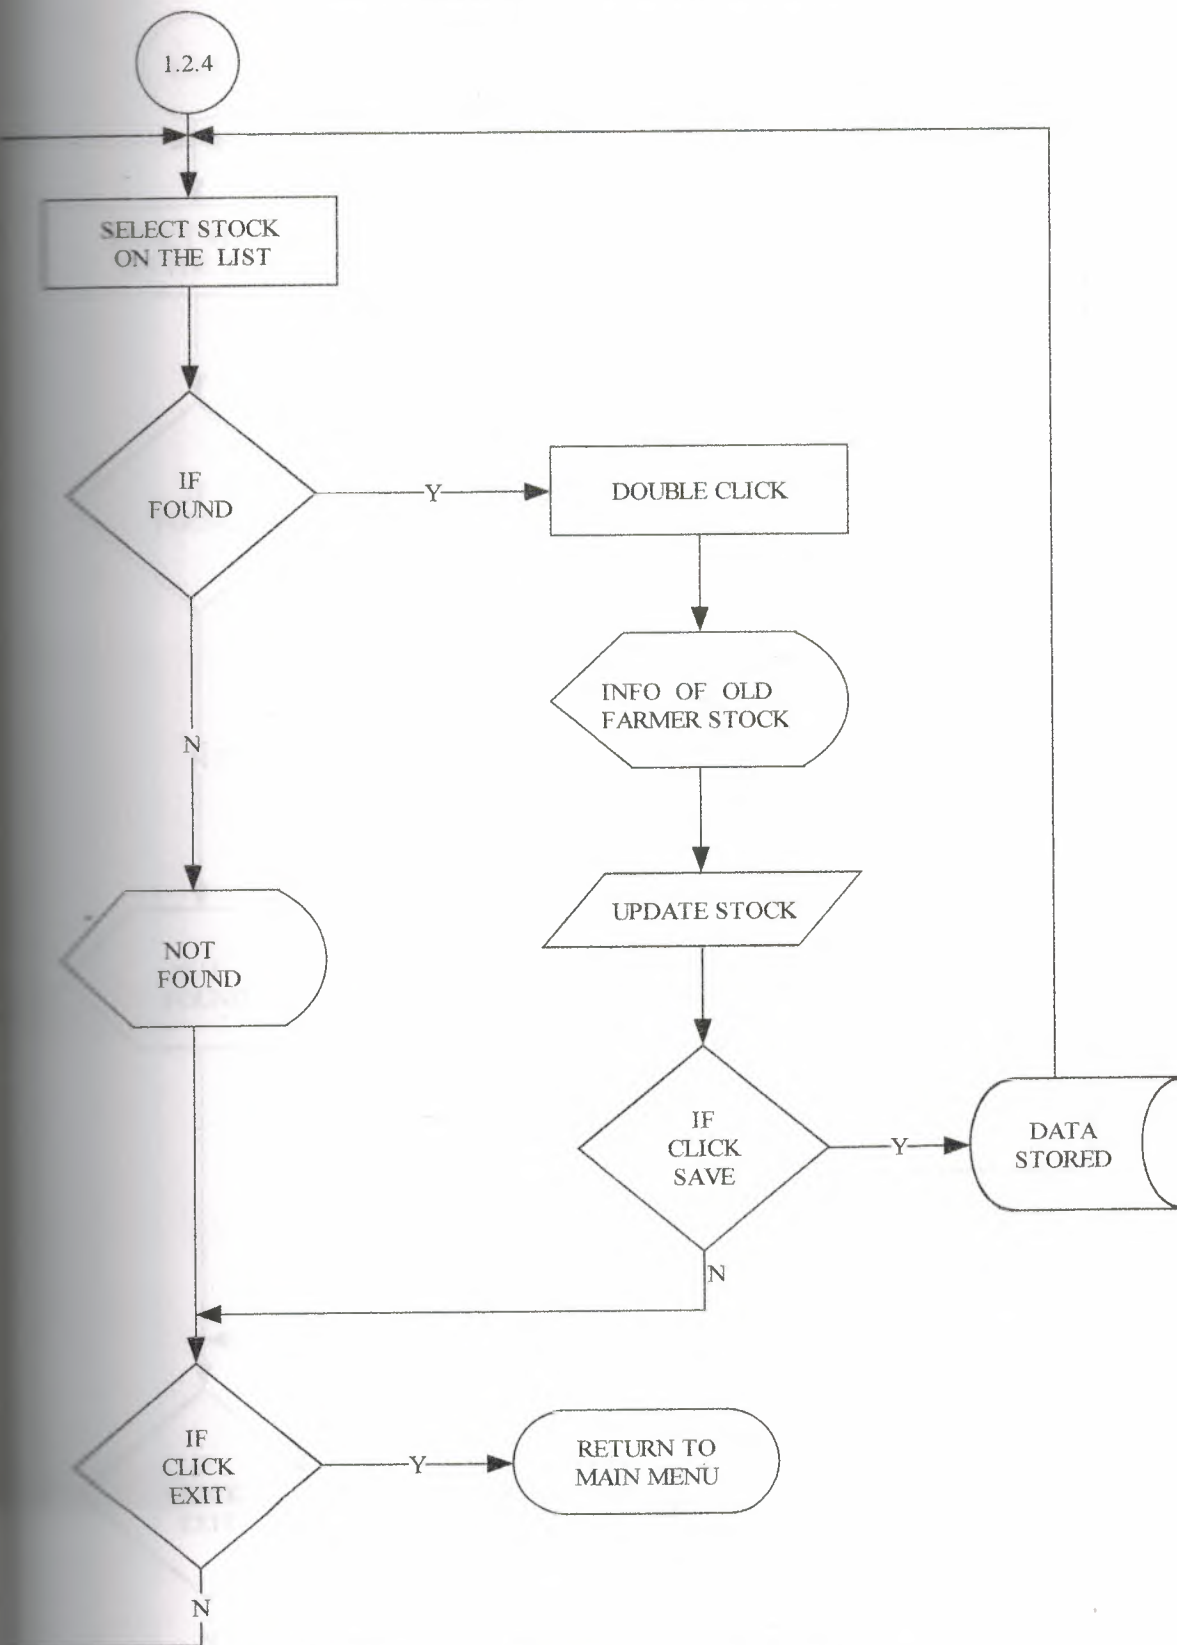 1.2.4
SELECT STOCK
ON THE LIST
IF
FOUND
Y
DOUBLE CLICK
INFO OF OLD
FARMER STOCK
N
UPDATE STOCK
NOT
FOUND
IF
CLICK
SAVE
Y
DATA
STORED
N
IF
CLICK
EXIT
Y
RETURN TO
MAIN MENU
N